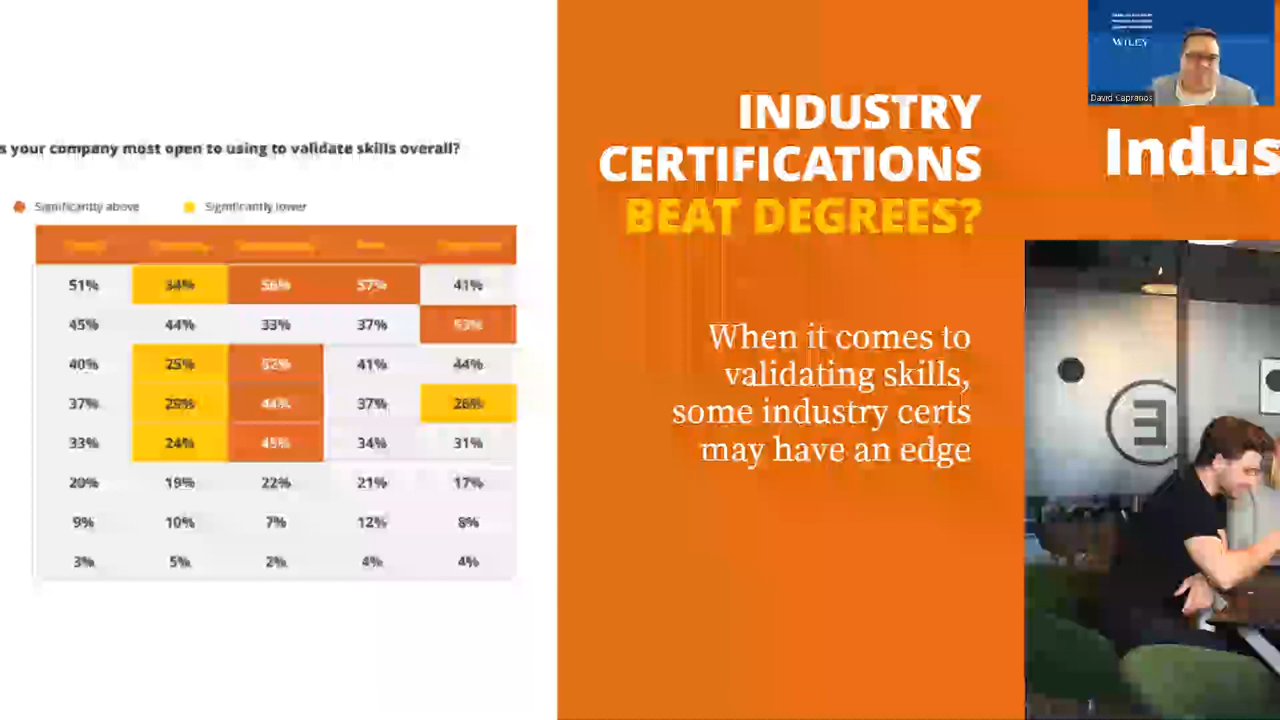 s your company most open to using to validate skills overall?
Significantly above
Significantly lower
51% 34% 56% 57% 41%
45% 44% 33% 37% 53%
40% 25% 52% 41% 44%
37% 29% 44% 37% 26%
33% 24% 45% 34% 31%
20% 19% 22% 21% 17%
9% 10% 7% 12% 8%
3% 5% 2% 4% 4%
INDUSTRY
CERTIFICATIONS
BEAT DEGREES?
When it comes to
validating skills,
some industry certs
may have an edge
WILEY
David Capranos
Indus